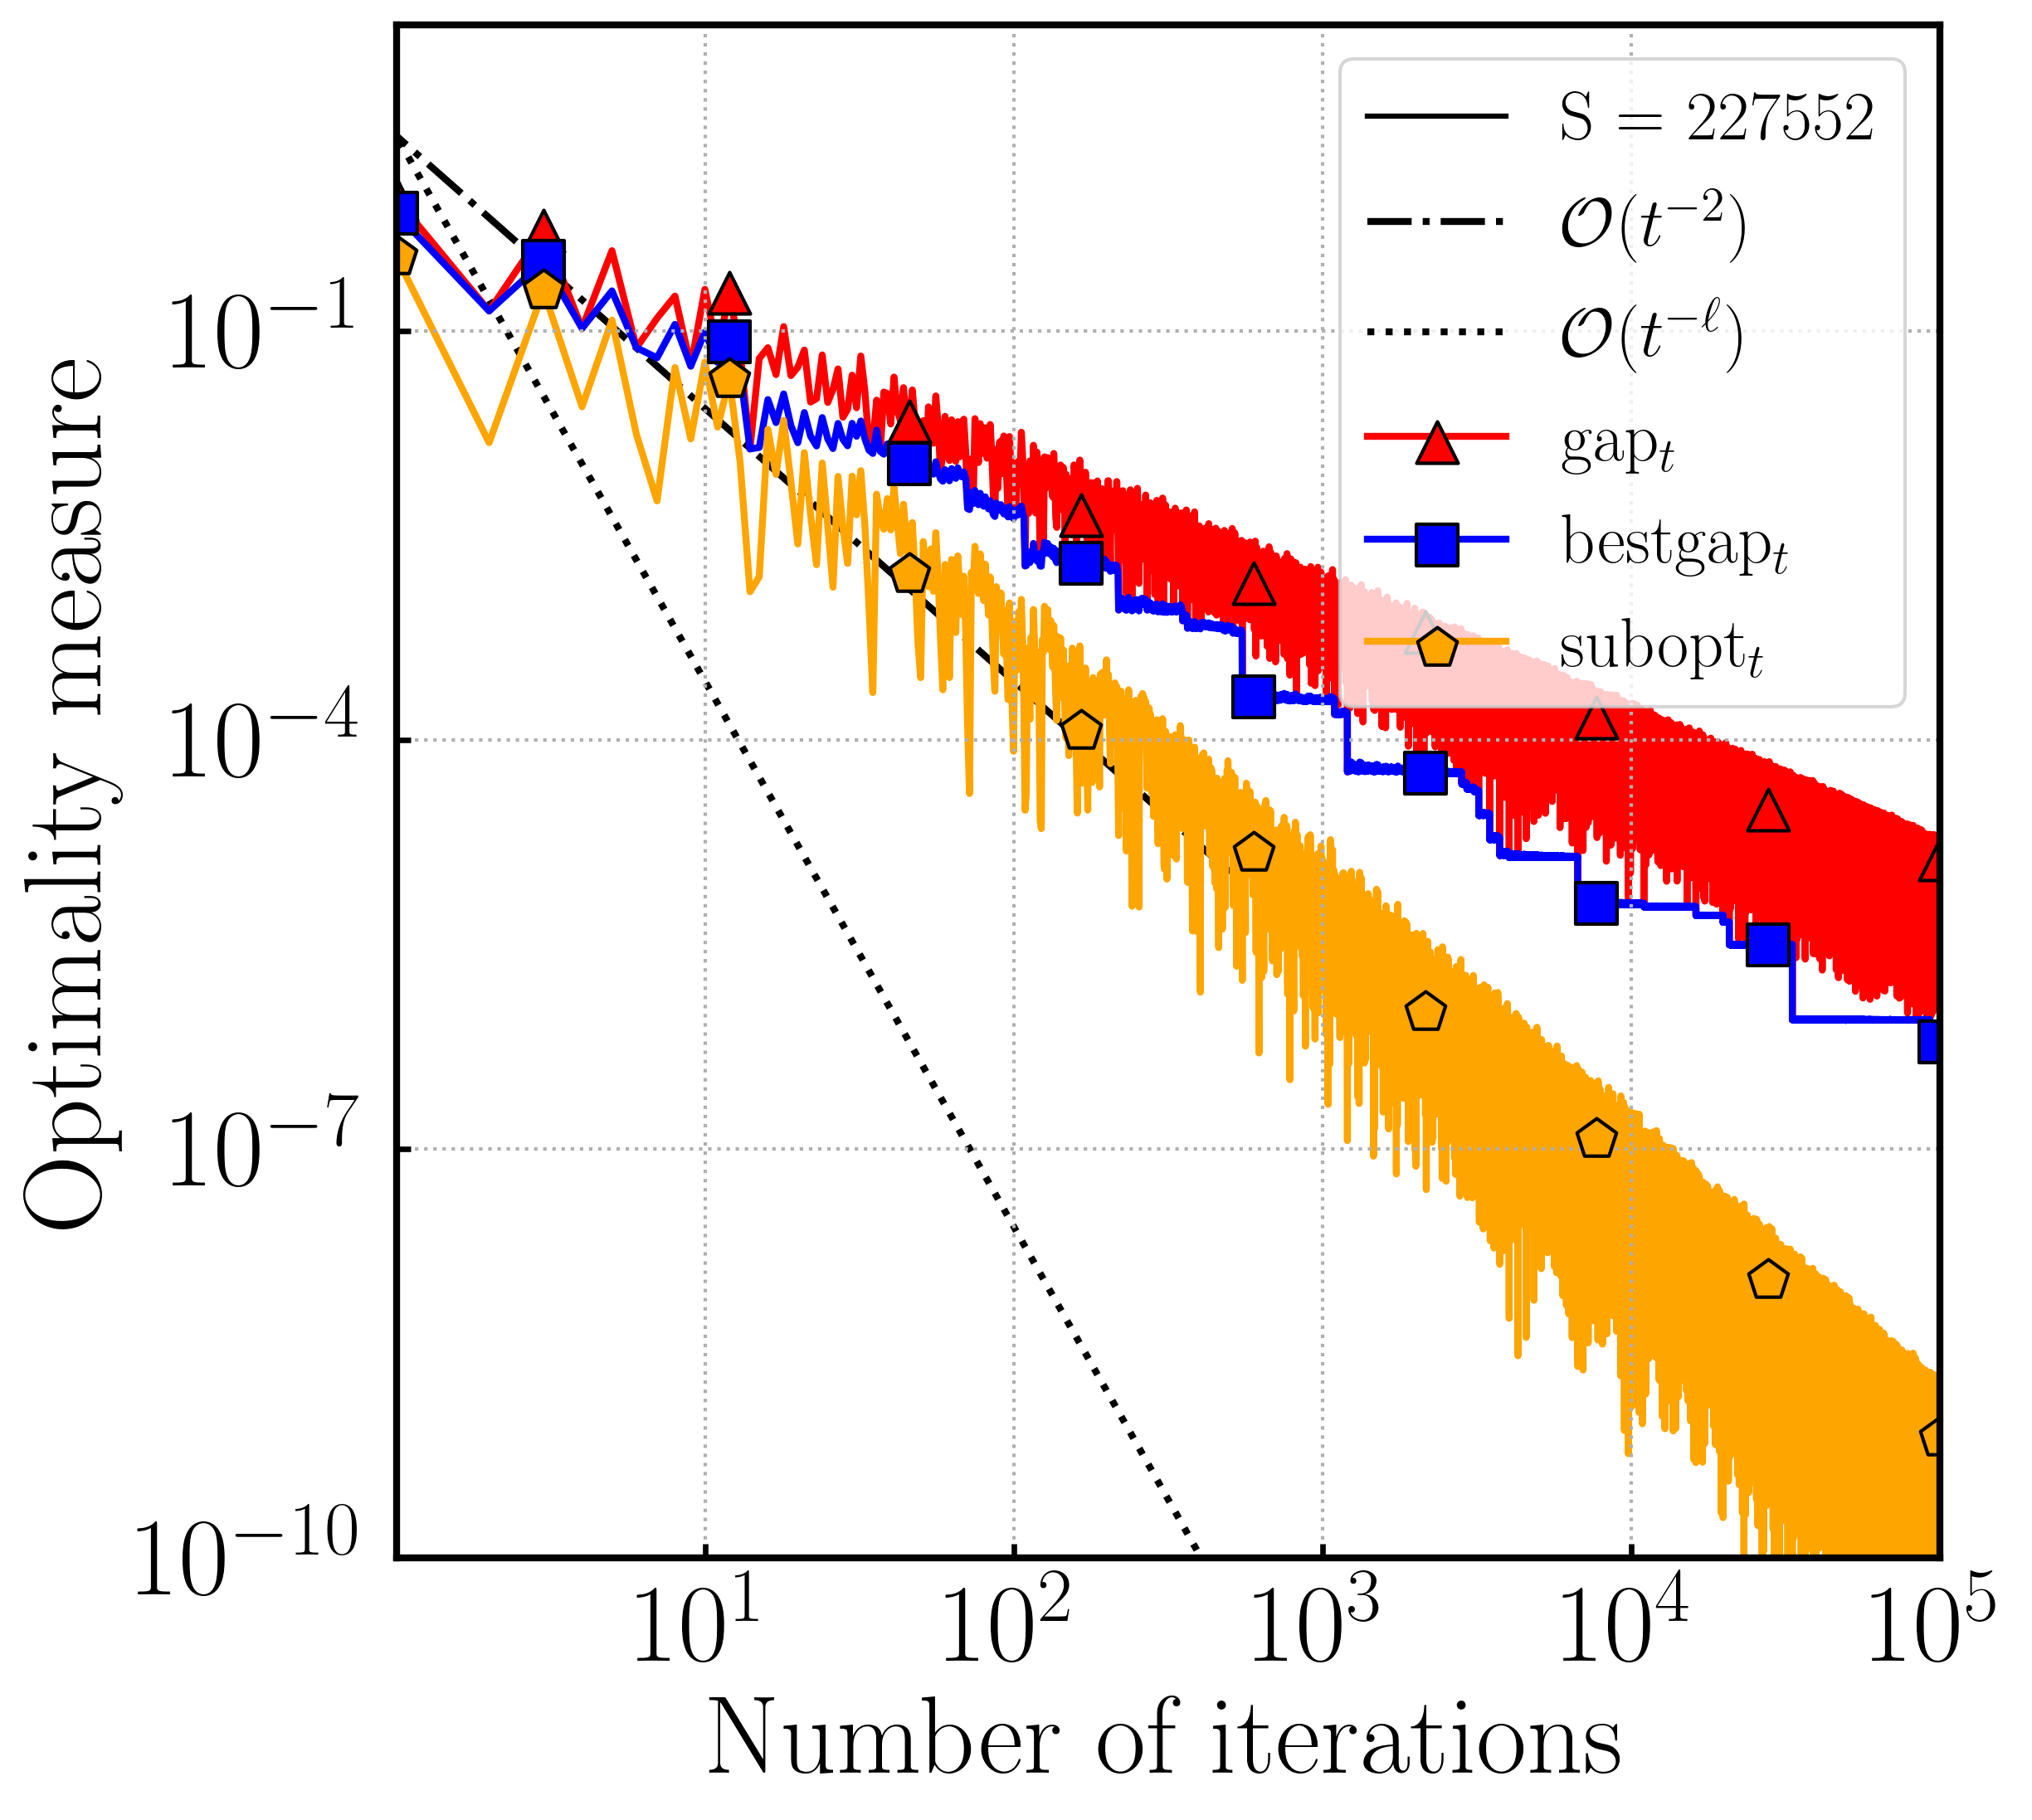 S = 227552
𝒪(t⁻²)
𝒪(t^{-ℓ})
gapₜ
bestgapₜ
suboptₜ
Optimality measure
10⁻¹
10⁻⁴
10⁻⁷
10⁻¹⁰
10¹ 10² 10³ 10⁴ 10⁵
Number of iterations